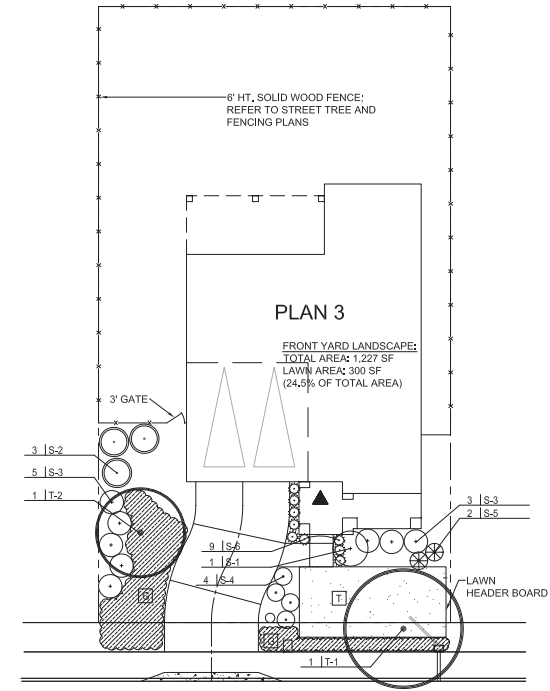 6' HT. SOLID WOOD FENCE;
REFER TO STREET TREE AND
FENCING PLANS
PLAN 3
FRONT YARD LANDSCAPE:
TOTAL AREA: 1,227 SF
LAWN AREA: 300 SF
(24.5% OF TOTAL AREA)
3' GATE
3 S-2
5 S-3
1 T-2
3 S-3
2 S-5
9 S-6
1 S-1
4 S-4
LAWN
HEADER BOARD
G
T
G
1 T-1